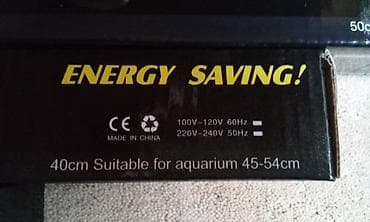 50c
ENERGY SAVING!
CE 100V-120V 60Hz
MADE IN CHINA 220V-240V 50Hz
40cm Suitable for aquarium 45-54cm